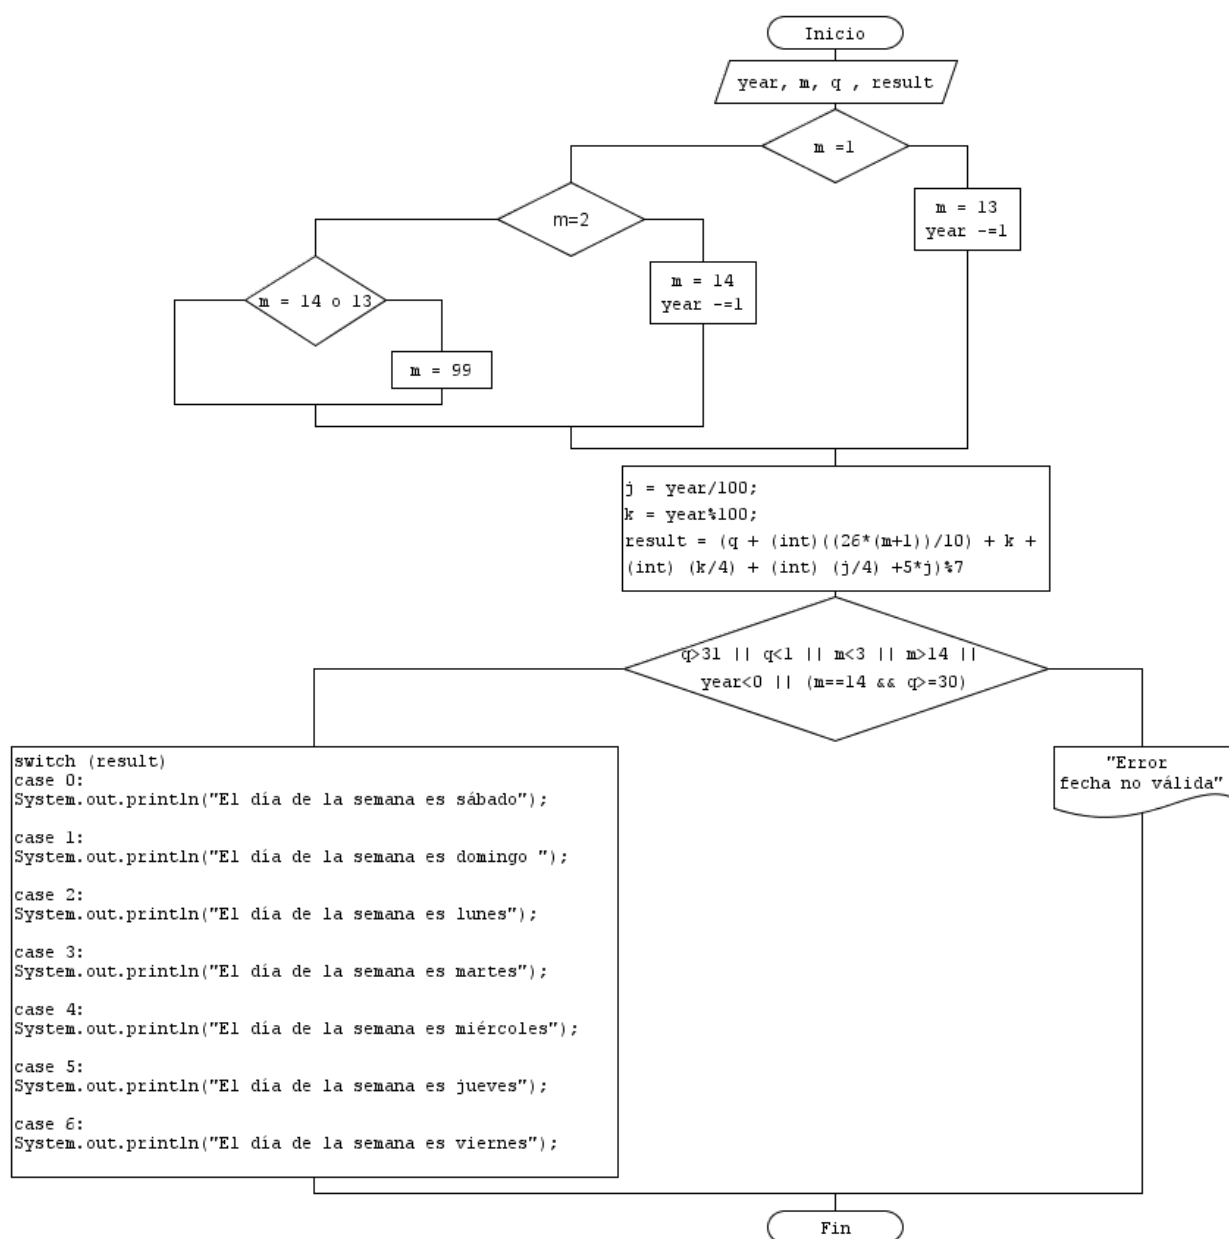 Inicio
year, m, q , result
m =1
m = 13
year -=1
m=2
m = 14
year -=1
m = 14 o 13
m = 99
j = year/100;
k = year%100;
result = (q + (int)((26*(m+1))/10) + k +
(int) (k/4) + (int) (j/4) +5*j)%7
q>31 || q<1 || m<3 || m>14 ||
year<0 || (m==14 && q>=30)
switch (result)
case 0:
System.out.println("El día de la semana es sábado");
case 1:
System.out.println("El día de la semana es domingo ");
case 2:
System.out.println("El día de la semana es lunes");
case 3:
System.out.println("El día de la semana es martes");
case 4:
System.out.println("El día de la semana es miércoles");
case 5:
System.out.println("El día de la semana es jueves");
case 6:
System.out.println("El día de la semana es viernes");
"Error
fecha no válida"
Fin